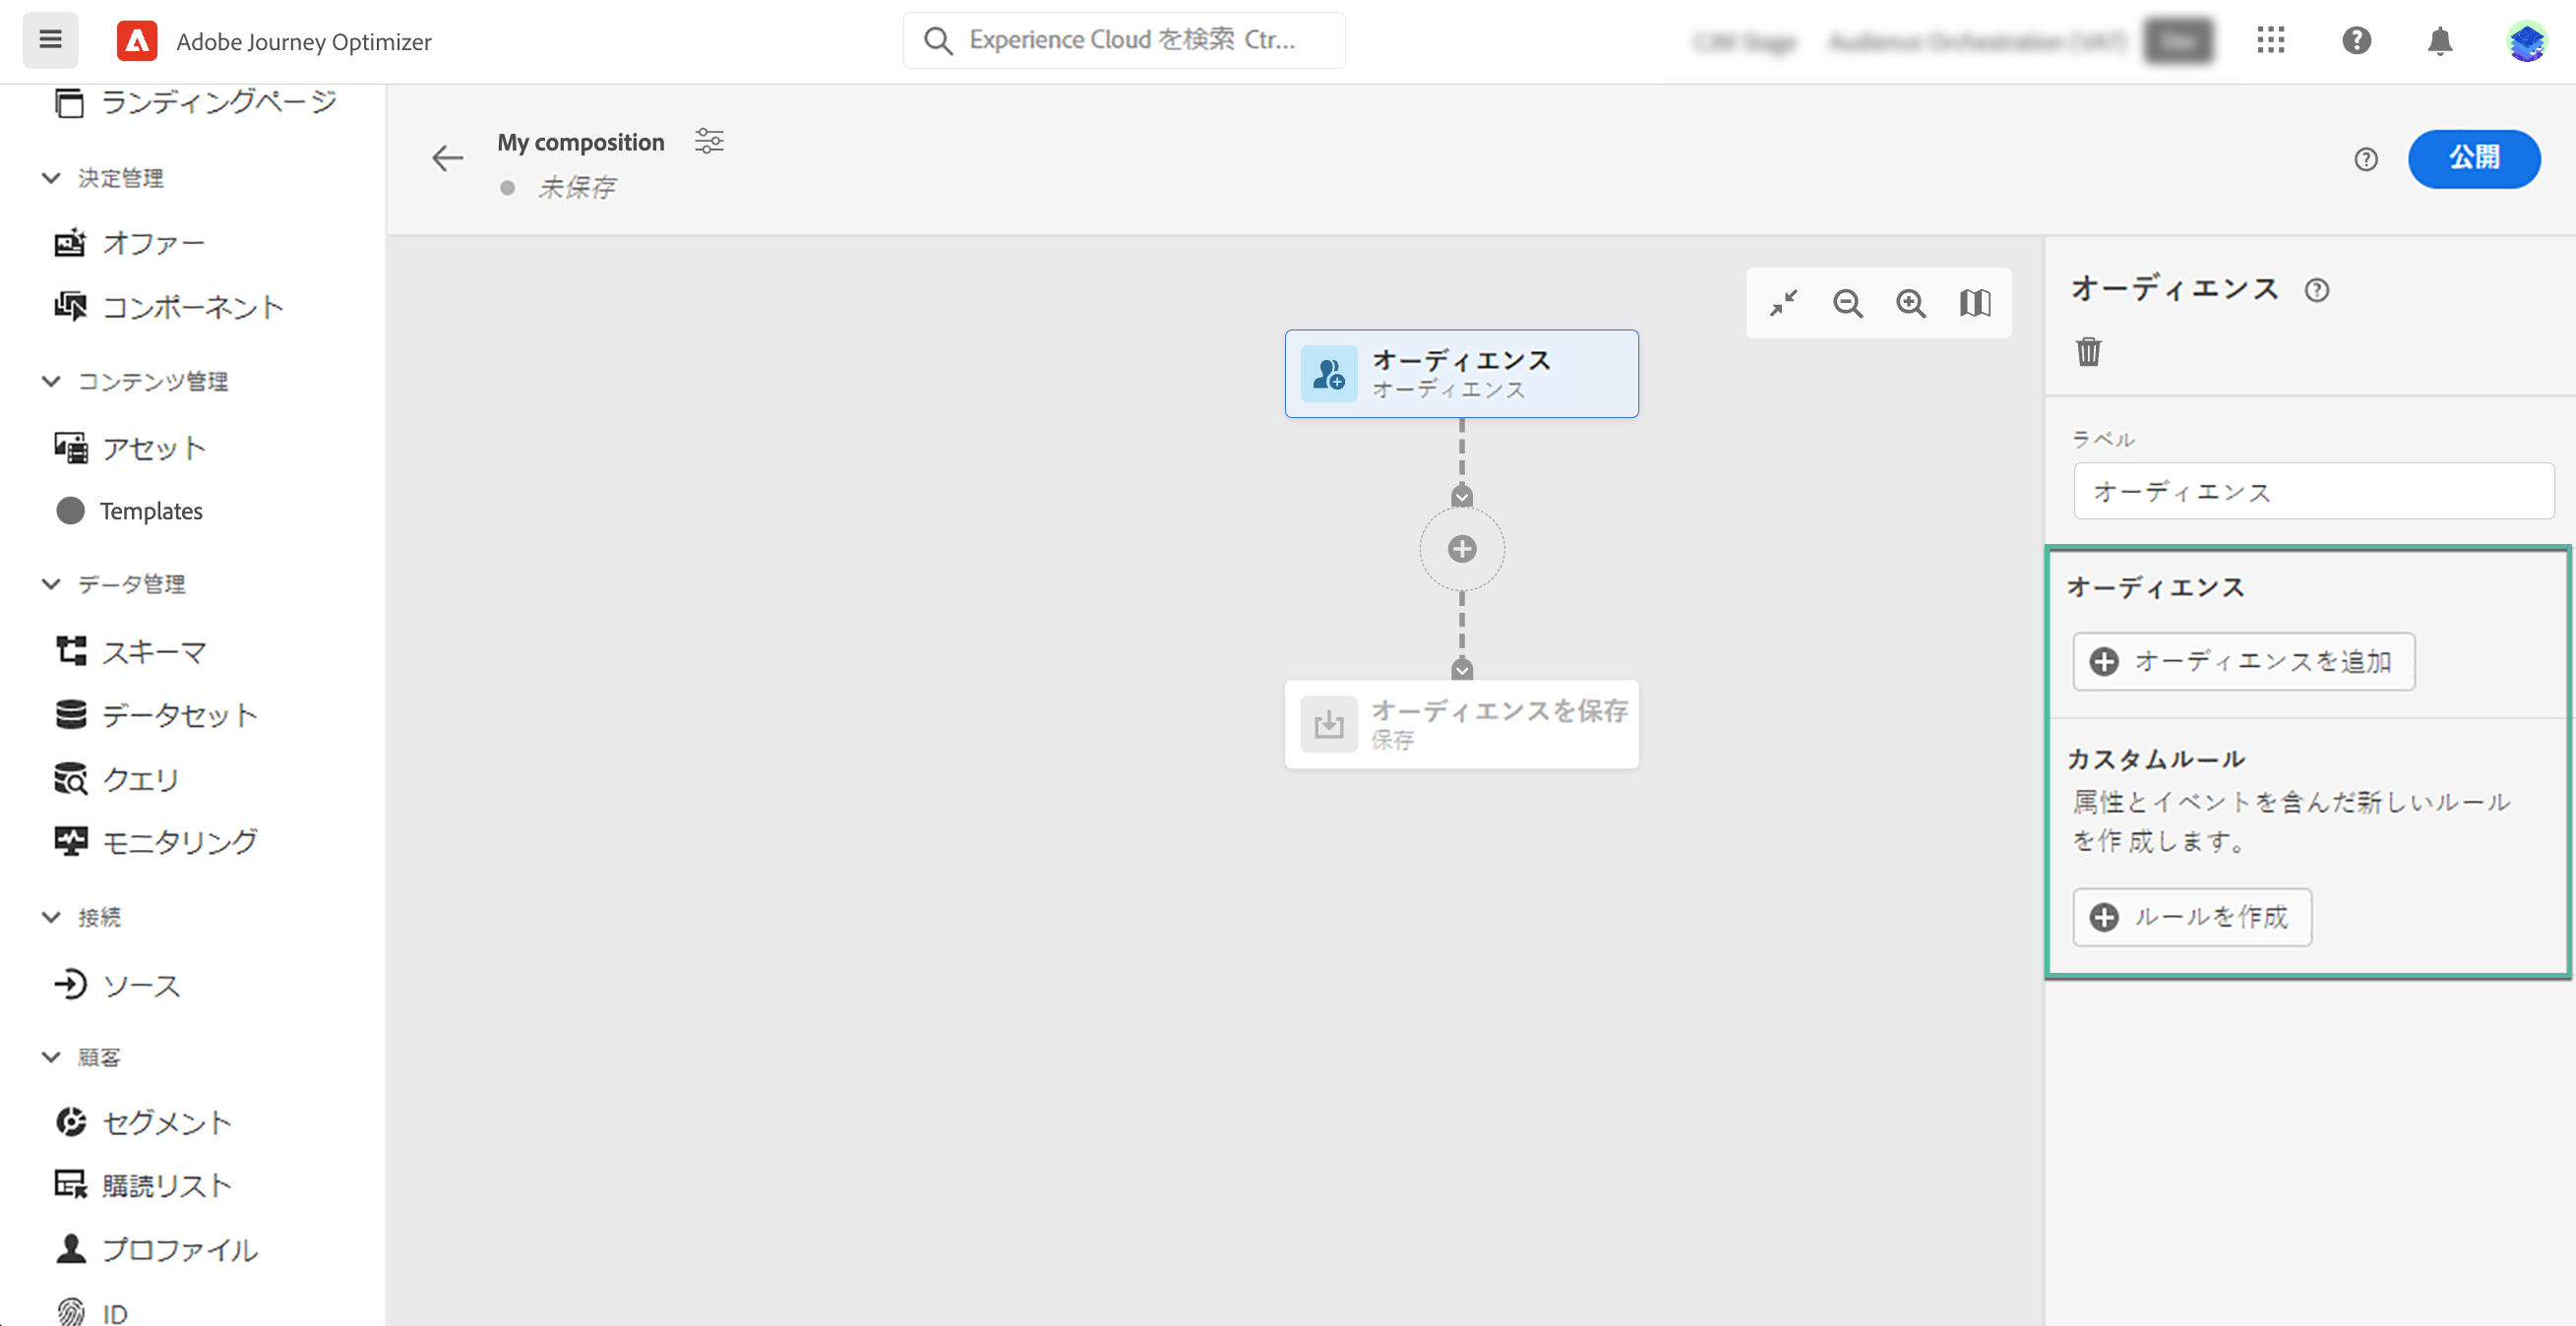 Adobe Journey Optimizer
Experience Cloud を検索 Ctr...
ランディングページ
決定管理
オファー
コンポーネント
コンテンツ管理
アセット
Templates
データ管理
スキーマ
データセット
クエリ
モニタリング
接続
ソース
顧客
セグメント
購読リスト
プロファイル
ID
My composition
未保存
公開
オーディエンス
オーディエンス
オーディエンスを保存
保存
オーディエンス
ラベル
オーディエンス
オーディエンス
オーディエンスを追加
カスタムルール
属性とイベントを含んだ新しいルール
を作 成します。
ルールを作成